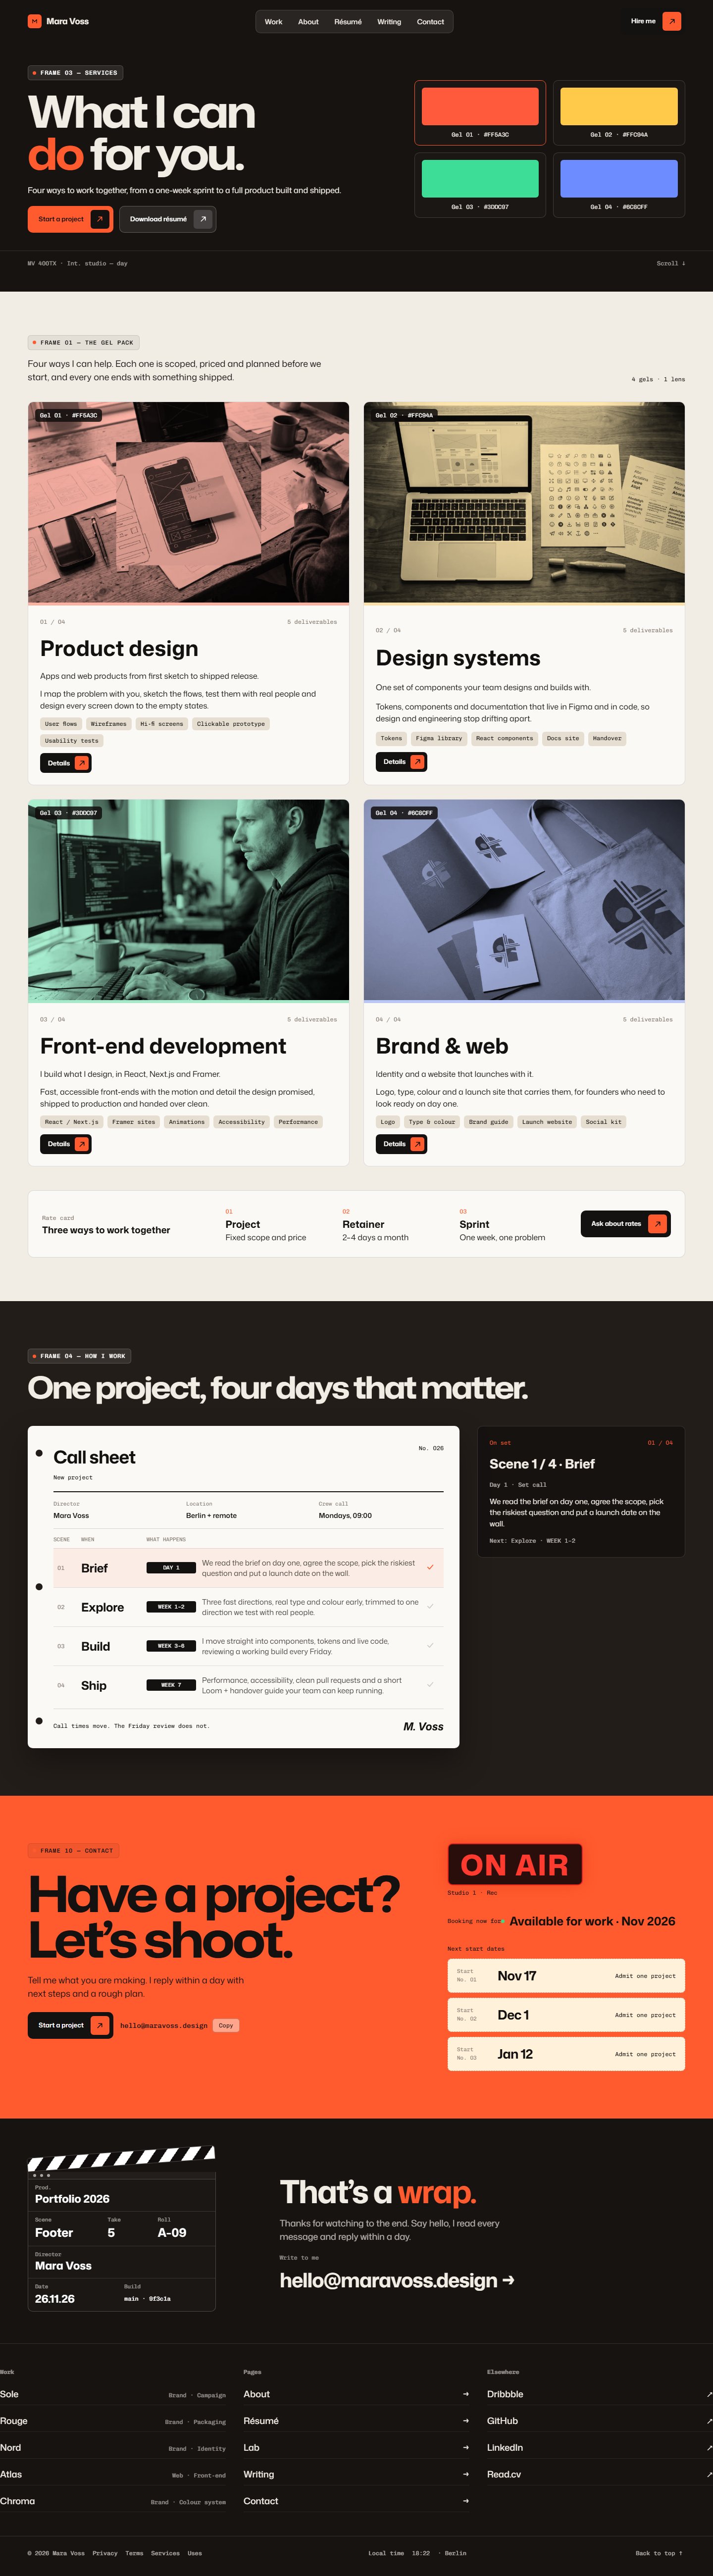 M Mara Voss
Work About Résumé Writing Contact
Hire me
FRAME 03 — SERVICES
What I can
do for you.
Four ways to work together, from a one-week sprint to a full product built and shipped.
Start a project
Download résumé
Gel 01 · #FF5A3C
Gel 02 · #FFC94A
Gel 03 · #3DDC97
Gel 04 · #6C8CFF
MV 400TX · Int. studio — day
Scroll ↓
FRAME 01 — THE GEL PACK
Four ways I can help. Each one is scoped, priced and planned before we
start, and every one ends with something shipped.
4 gels · 1 lens
Gel 01 · #FF5A3C
01 / 04
5 deliverables
Product design
Apps and web products from first sketch to shipped release.
I map the problem with you, sketch the flows, test them with real people and
design every screen down to the empty states.
User flows Wireframes Hi-fi screens Clickable prototype
Usability tests
Details
Gel 02 · #FFC94A
02 / 04
5 deliverables
Design systems
One set of components your team designs and builds with.
Tokens, components and documentation that live in Figma and in code, so
design and engineering stop drifting apart.
Tokens Figma library React components Docs site Handover
Details
Gel 03 · #3DDC97
03 / 04
5 deliverables
Front-end development
I build what I design, in React, Next.js and Framer.
Fast, accessible front-ends with the motion and detail the design promised,
shipped to production and handed over clean.
React / Next.js Framer sites Animations Accessibility Performance
Details
Gel 04 · #6C8CFF
04 / 04
5 deliverables
Brand & web
Identity and a website that launches with it.
Logo, type, colour and a launch site that carries them, for founders who need to
look ready on day one.
Logo Type & colour Brand guide Launch website Social kit
Details
Rate card
Three ways to work together
01
Project
Fixed scope and price
02
Retainer
2–4 days a month
03
Sprint
One week, one problem
Ask about rates
FRAME 04 — HOW I WORK
One project, four days that matter.
Call sheet
No. 026
New project
Director
Mara Voss
Location
Berlin + remote
Crew call
Mondays, 09:00
SCENE WHEN WHAT HAPPENS
01 Brief DAY 1 We read the brief on day one, agree the scope, pick the riskiest
question and put a launch date on the wall.
02 Explore WEEK 1–2 Three fast directions, real type and colour early, trimmed to one
direction we test with real people.
03 Build WEEK 3–6 I move straight into components, tokens and live code,
reviewing a working build every Friday.
04 Ship WEEK 7 Performance, accessibility, clean pull requests and a short
Loom + handover guide your team can keep running.
Call times move. The Friday review does not.
M. Voss
On set
01 / 04
Scene 1 / 4 · Brief
Day 1 · Set call
We read the brief on day one, agree the scope, pick
the riskiest question and put a launch date on the
wall.
Next: Explore · WEEK 1–2
FRAME 10 — CONTACT
Have a project?
Let's shoot.
Tell me what you are making. I reply within a day with
next steps and a rough plan.
Start a project
hello@maravoss.design Copy
ON AIR
Studio 1 · Rec
Booking now for Available for work · Nov 2026
Next start dates
Start
No. 01
Nov 17
Admit one project
Start
No. 02
Dec 1
Admit one project
Start
No. 03
Jan 12
Admit one project
Prod.
Portfolio 2026
Scene Take Roll
Footer 5 A-09
Director
Mara Voss
Date Build
26.11.26 main · 9f3c1a
That's a wrap.
Thanks for watching to the end. Say hello, I read every
message and reply within a day.
Write to me
hello@maravoss.design →
Work
Sole Brand · Campaign
Rouge Brand · Packaging
Nord Brand · Identity
Atlas Web · Front-end
Chroma Brand · Colour system
Pages
About →
Résumé →
Lab →
Writing →
Contact →
Elsewhere
Dribbble ↗
GitHub ↗
LinkedIn ↗
Read.cv ↗
© 2026 Mara Voss Privacy Terms Services Uses
Local time 18:22 · Berlin
Back to top ↑